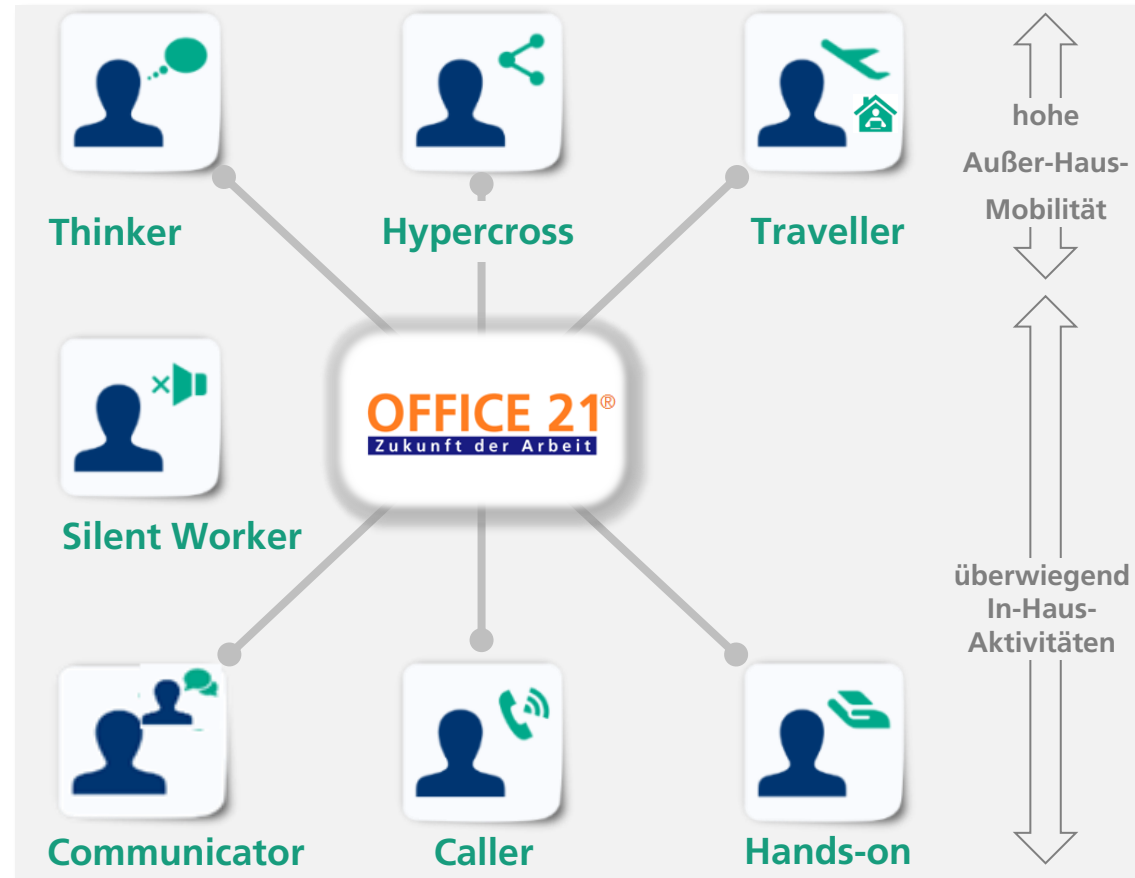 Thinker
Hypercross
Traveller
hohe
Außer-Haus-
Mobilität
OFFICE 21®
Zukunft der Arbeit
Silent Worker
überwiegend
In-Haus-
Aktivitäten
Communicator
Caller
Hands-on